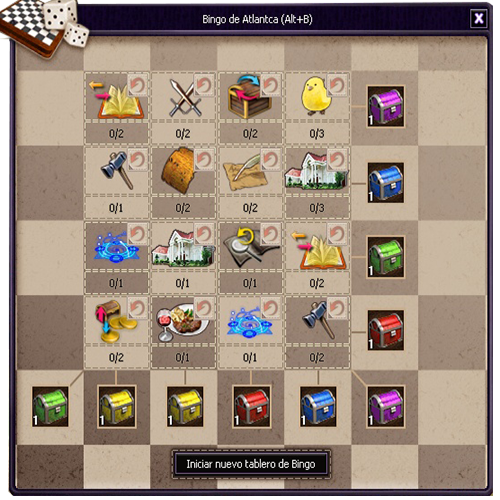 Bingo de Atlantca (Alt+B)
X
0/2 0/2 0/2 0/3
1
0/1 0/2 0/2 0/3
1
0/1 0/1 0/1 0/2
1
0/2 0/1 0/1 0/2
1
1 1 1 1 1 1
Iniciar nuevo tablero de Bingo